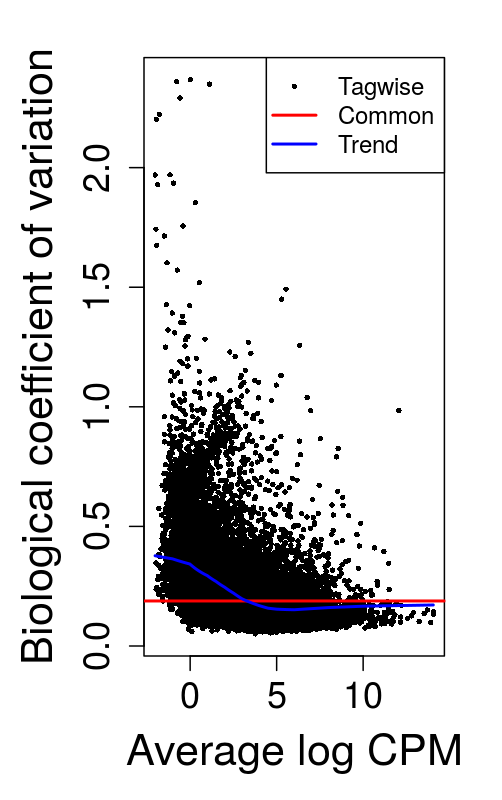 Tagwise
Common
Trend
Biological coefficient of variation
2.0
1.5
1.0
0.5
0.0
0 5 10
Average log CPM